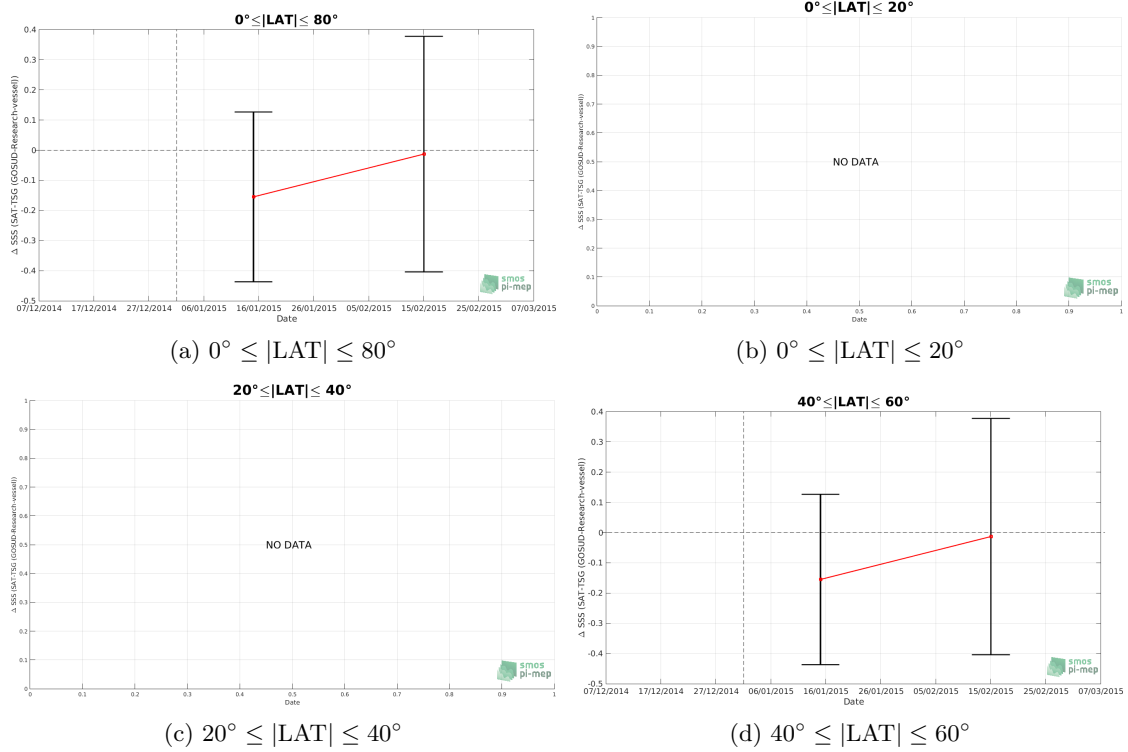 0°≤|LAT|≤ 80°
0.4
0.3
0.2
0.1
0
-0.1
-0.2
-0.3
-0.4
-0.5
Δ SSS (SAT-TSG (GOSUD-Research-vessel))
07/12/2014 17/12/2014 27/12/2014 06/01/2015 16/01/2015 26/01/2015 05/02/2015 15/02/2015 25/02/2015 07/03/2015
Date
smos
pi-mep
(a) 0° ≤ |LAT| ≤ 80°
0°≤|LAT|≤ 20°
1
0.9
0.8
0.7
0.6
0.5
0.4
0.3
0.2
0.1
0
Δ SSS (SAT-TSG (GOSUD-Research-vessel))
NO DATA
0 0.1 0.2 0.3 0.4 0.5 0.6 0.7 0.8 0.9 1
Date
smos
pi-mep
(b) 0° ≤ |LAT| ≤ 20°
20°≤|LAT|≤ 40°
1
0.9
0.8
0.7
0.6
0.5
0.4
0.3
0.2
0.1
0
Δ SSS (SAT-TSG (GOSUD-Research-vessel))
NO DATA
0 0.1 0.2 0.3 0.4 0.5 0.6 0.7 0.8 0.9 1
Date
smos
pi-mep
(c) 20° ≤ |LAT| ≤ 40°
40°≤|LAT|≤ 60°
0.4
0.3
0.2
0.1
0
-0.1
-0.2
-0.3
-0.4
-0.5
Δ SSS (SAT-TSG (GOSUD-Research-vessel))
07/12/2014 17/12/2014 27/12/2014 06/01/2015 16/01/2015 26/01/2015 05/02/2015 15/02/2015 25/02/2015 07/03/2015
Date
smos
pi-mep
(d) 40° ≤ |LAT| ≤ 60°